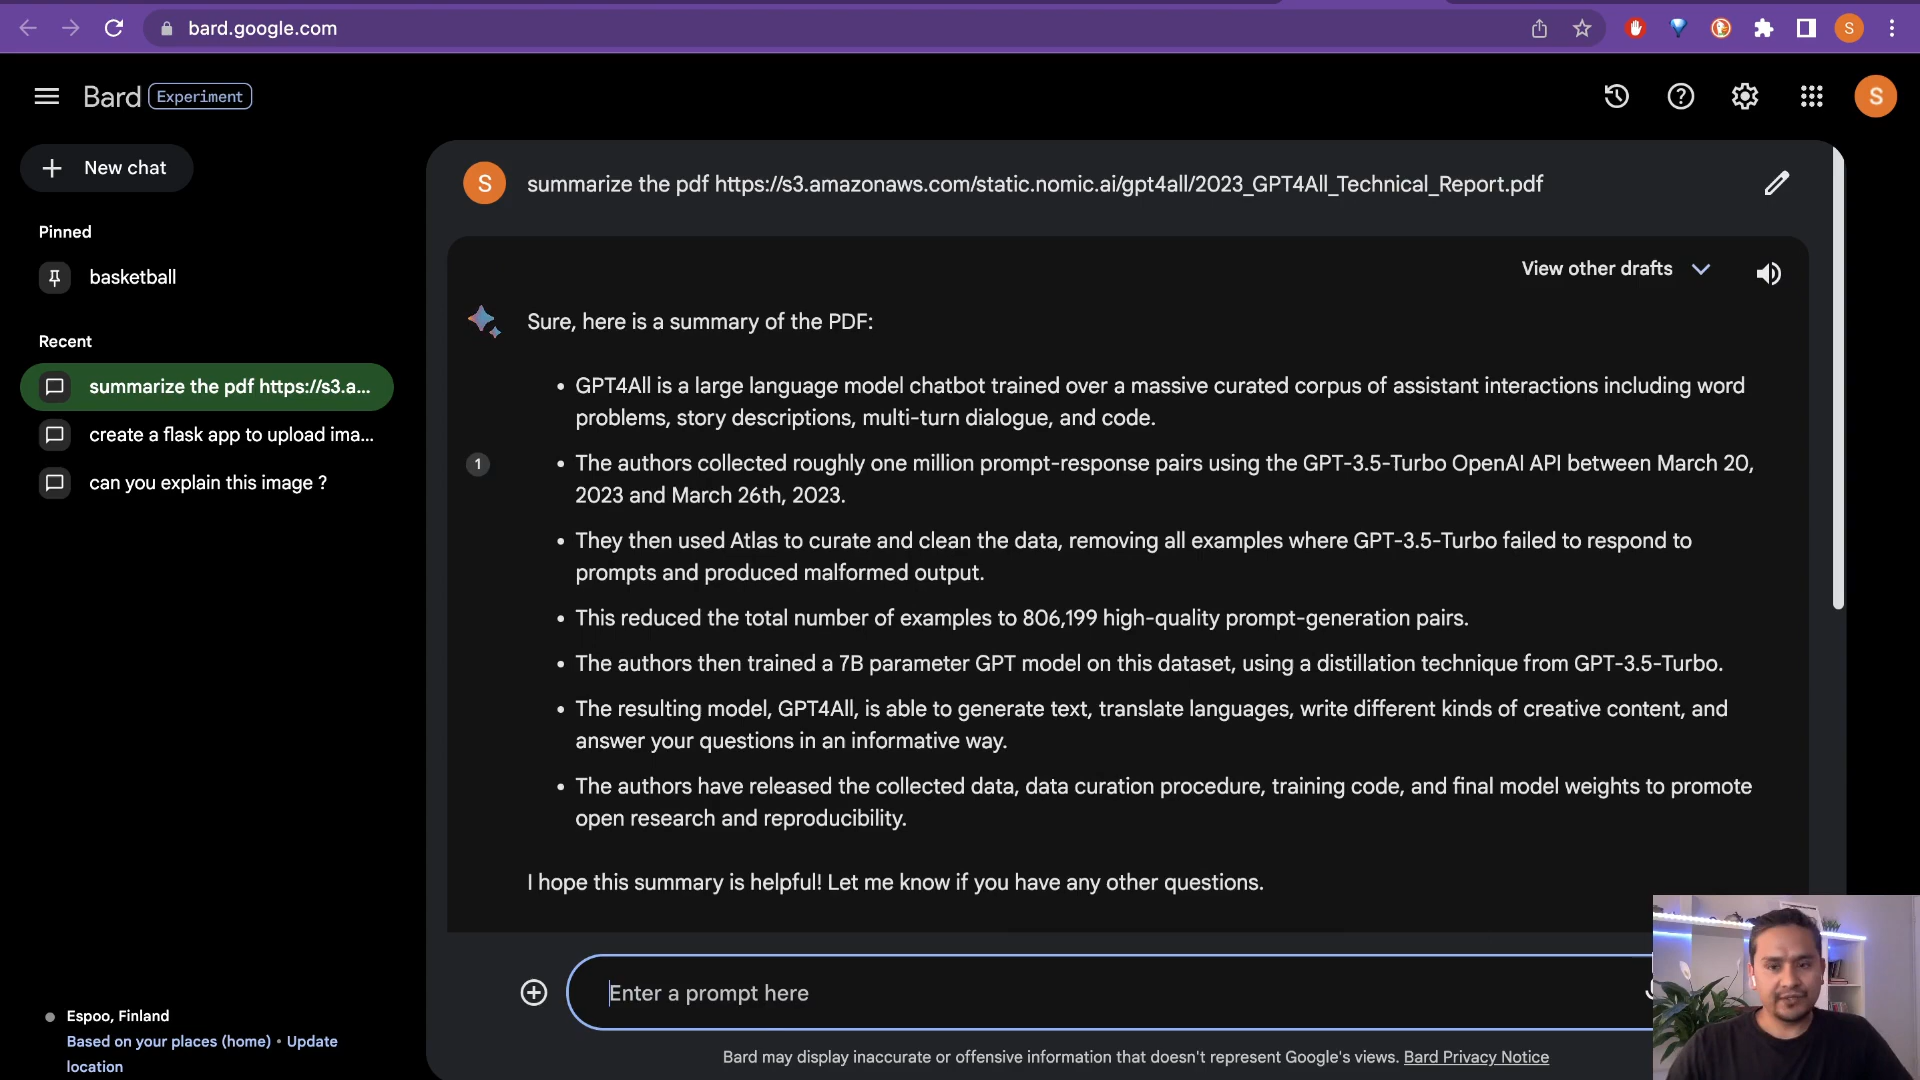 bard.google.com
S
Bard Experiment
S
New chat
Pinned
basketball
Recent
summarize the pdf https://s3.a...
create a flask app to upload ima...
can you explain this image ?
S summarize the pdf https://s3.amazonaws.com/static.nomic.ai/gpt4all/2023_GPT4All_Technical_Report.pdf
View other drafts
Sure, here is a summary of the PDF:
• GPT4All is a large language model chatbot trained over a massive curated corpus of assistant interactions including word
problems, story descriptions, multi-turn dialogue, and code.
1
• The authors collected roughly one million prompt-response pairs using the GPT-3.5-Turbo OpenAI API between March 20,
2023 and March 26th, 2023.
• They then used Atlas to curate and clean the data, removing all examples where GPT-3.5-Turbo failed to respond to
prompts and produced malformed output.
• This reduced the total number of examples to 806,199 high-quality prompt-generation pairs.
• The authors then trained a 7B parameter GPT model on this dataset, using a distillation technique from GPT-3.5-Turbo.
• The resulting model, GPT4All, is able to generate text, translate languages, write different kinds of creative content, and
answer your questions in an informative way.
• The authors have released the collected data, data curation procedure, training code, and final model weights to promote
open research and reproducibility.
I hope this summary is helpful! Let me know if you have any other questions.
Enter a prompt here
Espoo, Finland
Based on your places (home) • Update
location
Bard may display inaccurate or offensive information that doesn't represent Google's views. Bard Privacy Notice